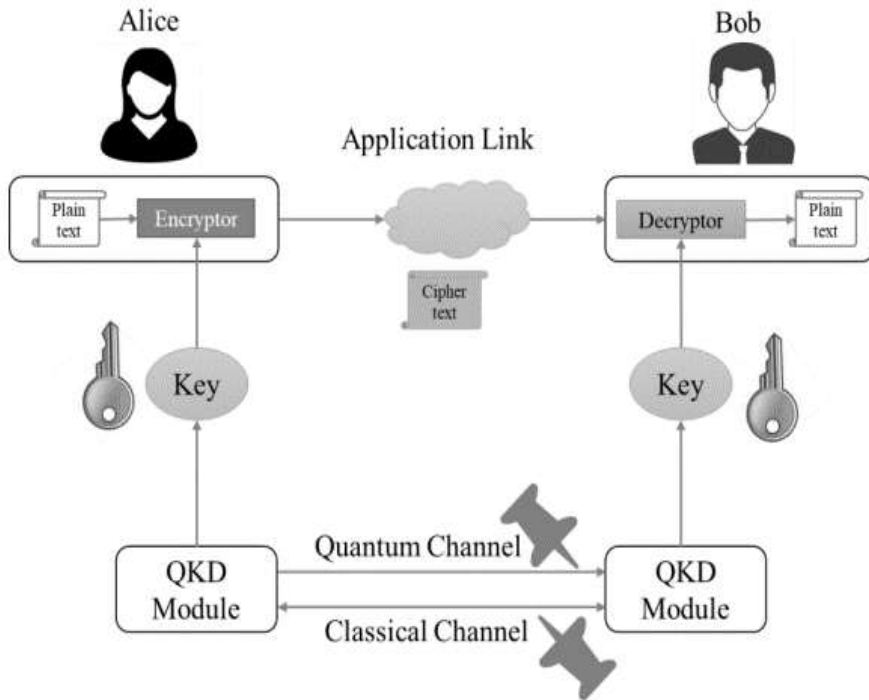 Alice
Bob
Application Link
Plain
text
Encryptor
Cipher
text
Decryptor
Plain
text
Key
Key
QKD
Module
Quantum Channel
Classical Channel
QKD
Module